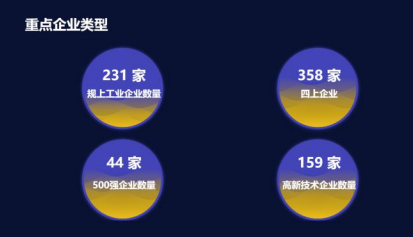 重点企业类型
231 家
规上工业企业数量
358 家
四上企业
44 家
500强企业数量
159 家
高新技术企业数量